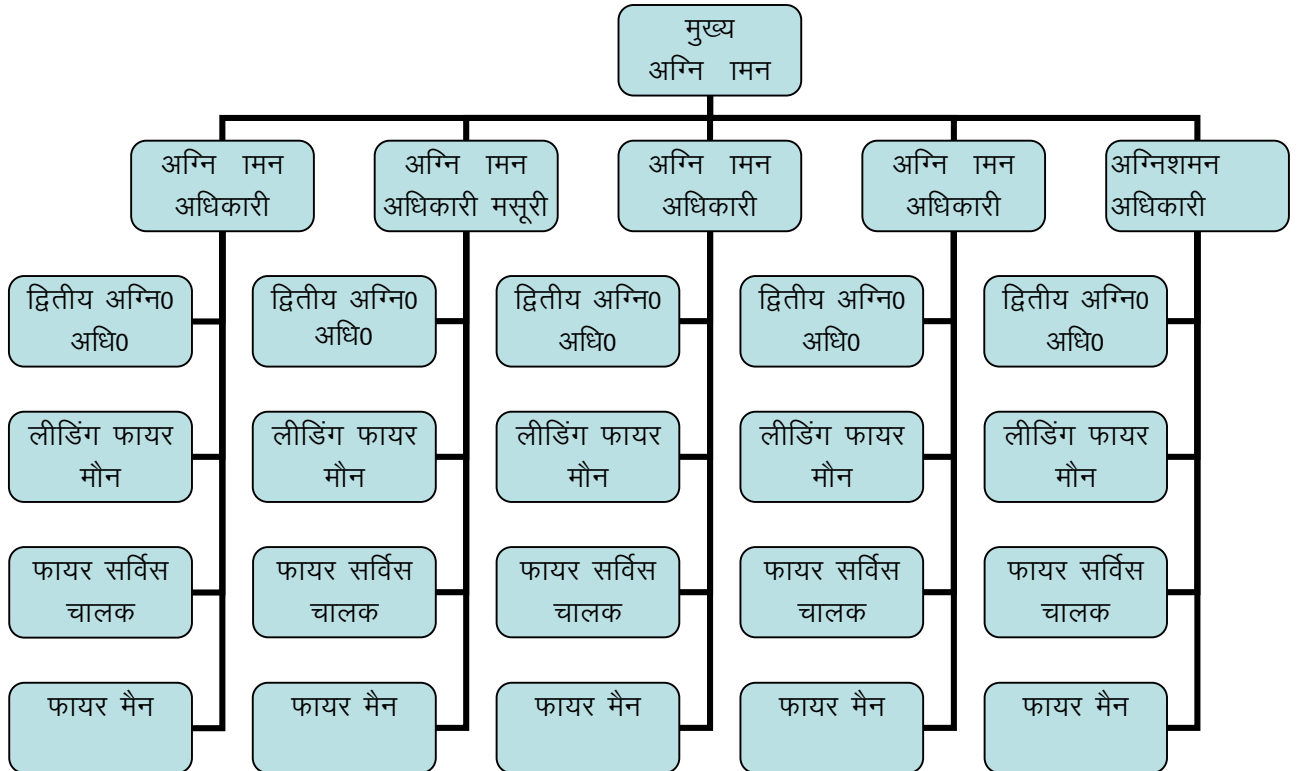 मुख्य
अग्नि ामन
अग्नि ामन
अधिकारी
अग्नि ामन
अधिकारी मसूरी
अग्नि ामन
अधिकारी
अग्नि ामन
अधिकारी
अग्निशमन
अधिकारी
द्वितीय अग्नि0
अधि0
द्वितीय अग्नि0
अधि0
द्वितीय अग्नि0
अधि0
द्वितीय अग्नि0
अधि0
द्वितीय अग्नि0
अधि0
लीडिंग फायर
मौन
लीडिंग फायर
मौन
लीडिंग फायर
मौन
लीडिंग फायर
मौन
लीडिंग फायर
मौन
फायर सर्विस
चालक
फायर सर्विस
चालक
फायर सर्विस
चालक
फायर सर्विस
चालक
फायर सर्विस
चालक
फायर मैन
फायर मैन
फायर मैन
फायर मैन
फायर मैन